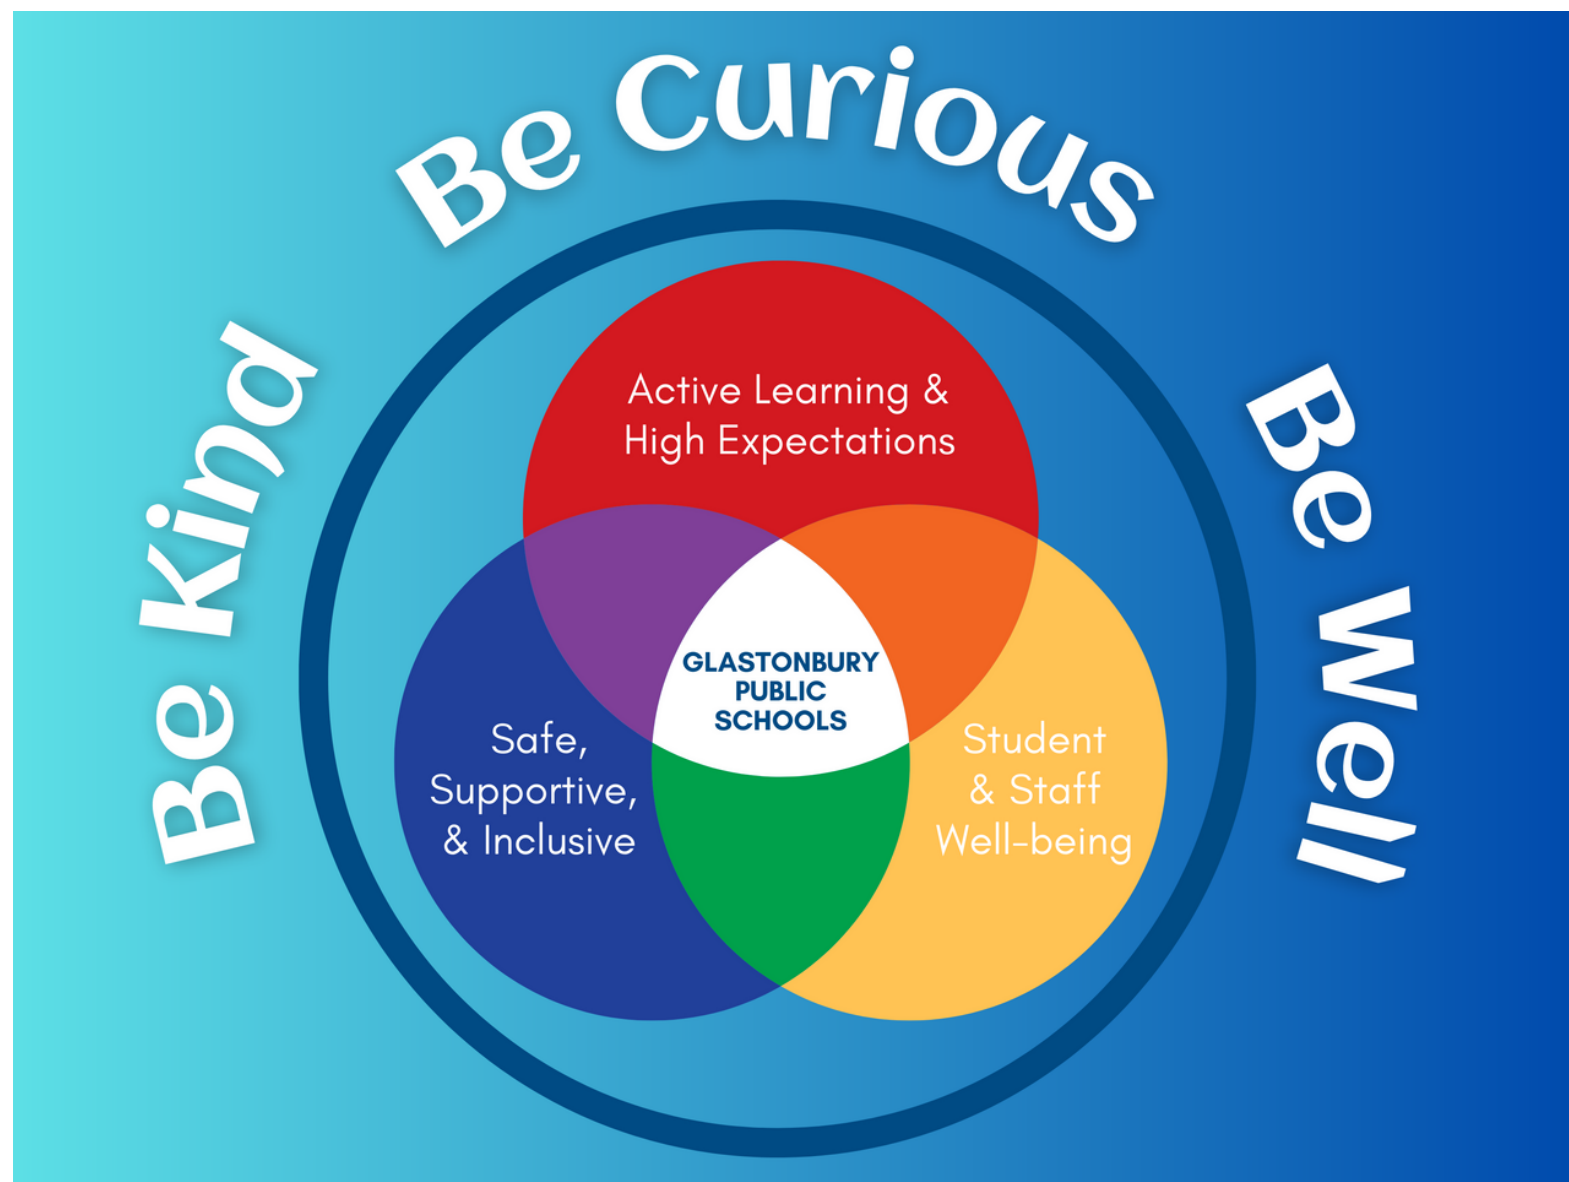 Be Kind
Be Curious
Be Well
Active Learning &
High Expectations
GLASTONBURY
PUBLIC
SCHOOLS
Safe,
Supportive,
& Inclusive
Student
& Staff
Well-being